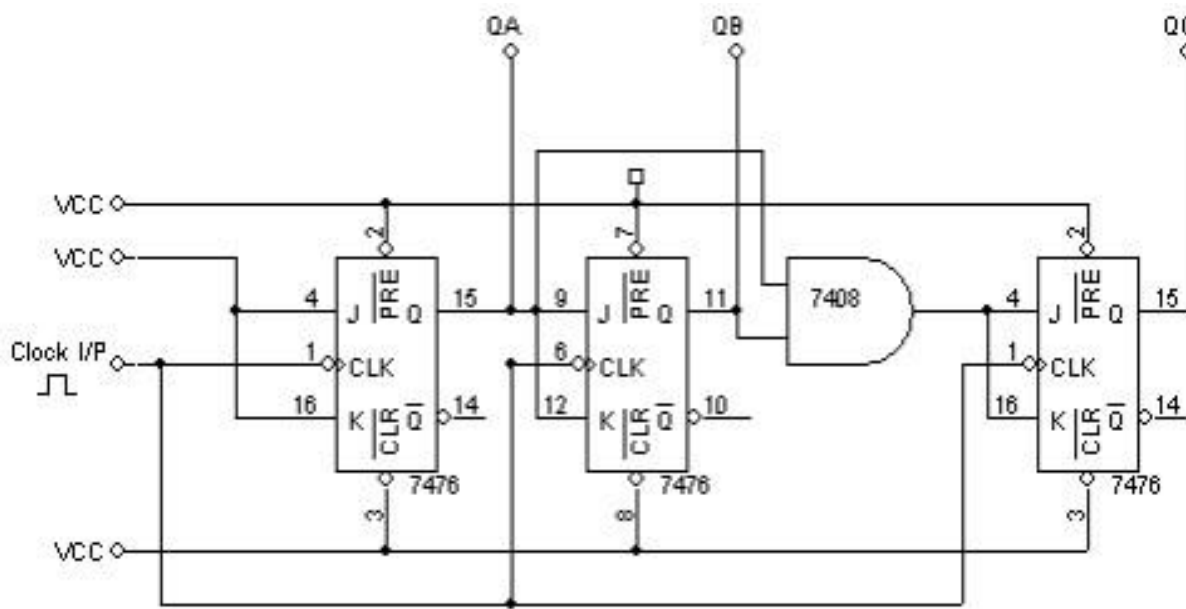 QA QB QC
VCC
VCC
2 7 2
4 J PRE Q 15 9 J PRE Q 11 7408 4 J PRE Q 15
Clock I/P 1 CLK 6 CLK 1 CLK
16 K CLR Q 14 12 K CLR Q 10 16 K CLR Q 14
7476 7476 7476
3 8 3
VCC